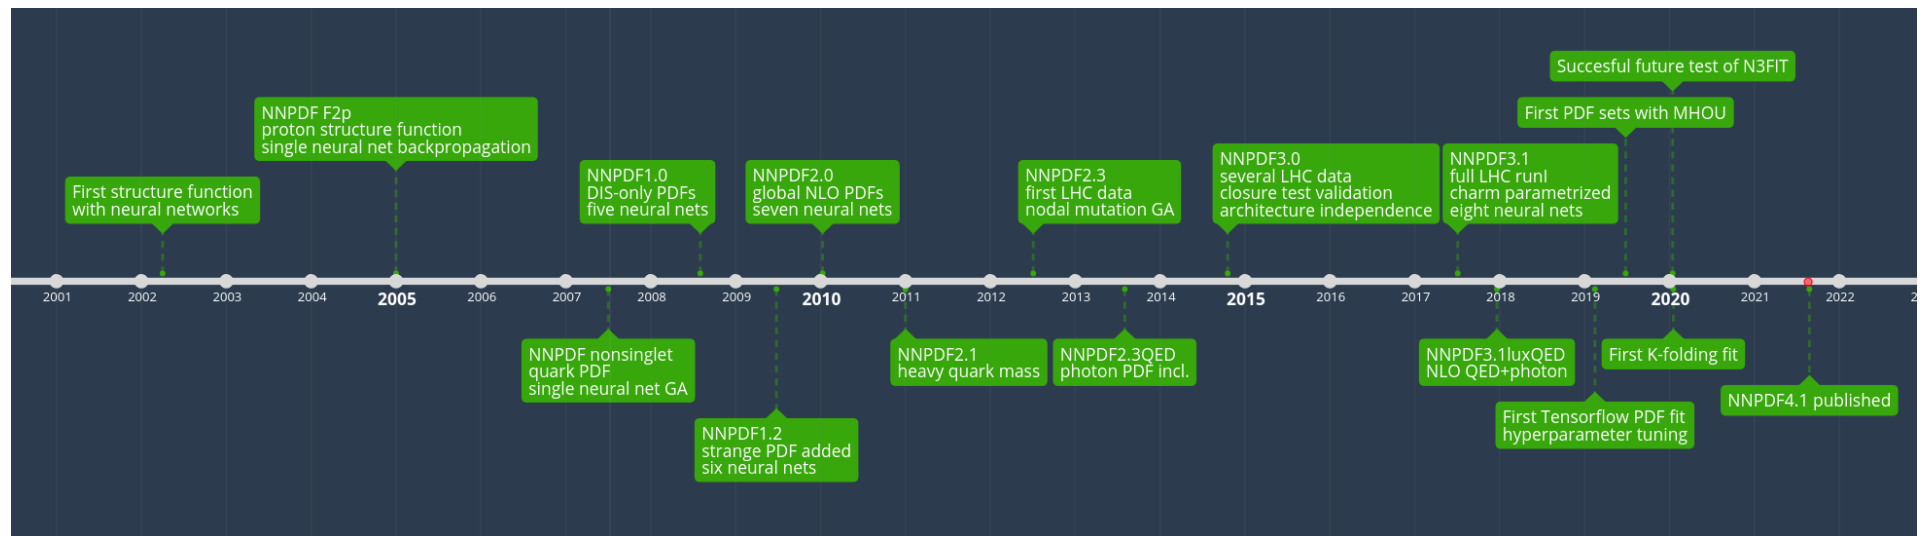 Succesful future test of N3FIT
First PDF sets with MHOU
NNPDF F2p
proton structure function
single neural net backpropagation
First structure function
with neural networks
NNPDF1.0
DIS-only PDFs
five neural nets
NNPDF2.0
global NLO PDFs
seven neural nets
NNPDF2.3
first LHC data
nodal mutation GA
NNPDF3.0
several LHC data
closure test validation
architecture independence
NNPDF3.1
full LHC runI
charm parametrized
eight neural nets
2001 2002 2003 2004 2005 2006 2007 2008 2009 2010 2011 2012 2013 2014 2015 2016 2017 2018 2019 2020 2021 2022 2
NNPDF nonsinglet
quark PDF
single neural net GA
NNPDF1.2
strange PDF added
six neural nets
NNPDF2.1
heavy quark mass
NNPDF2.3QED
photon PDF incl.
NNPDF3.1luxQED
NLO QED+photon
First Tensorflow PDF fit
hyperparameter tuning
First K-folding fit
NNPDF4.1 published